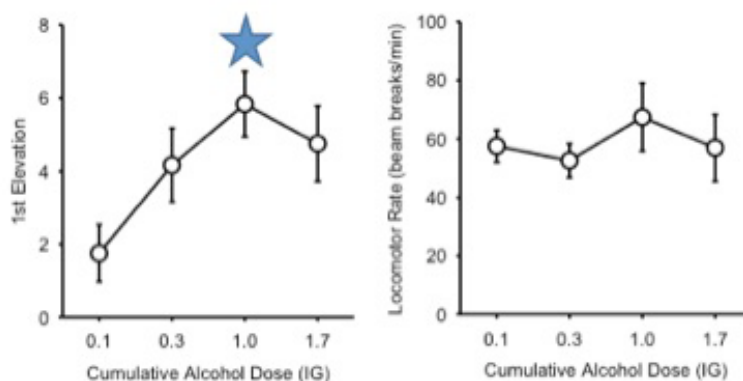 1st Elevation
8
6
4
2
0
0.1 0.3 1.0 1.7
Cumulative Alcohol Dose (IG)
Locomotor Rate (beam breaks/min)
100
80
60
40
20
0
0.1 0.3 1.0 1.7
Cumulative Alcohol Dose (IG)